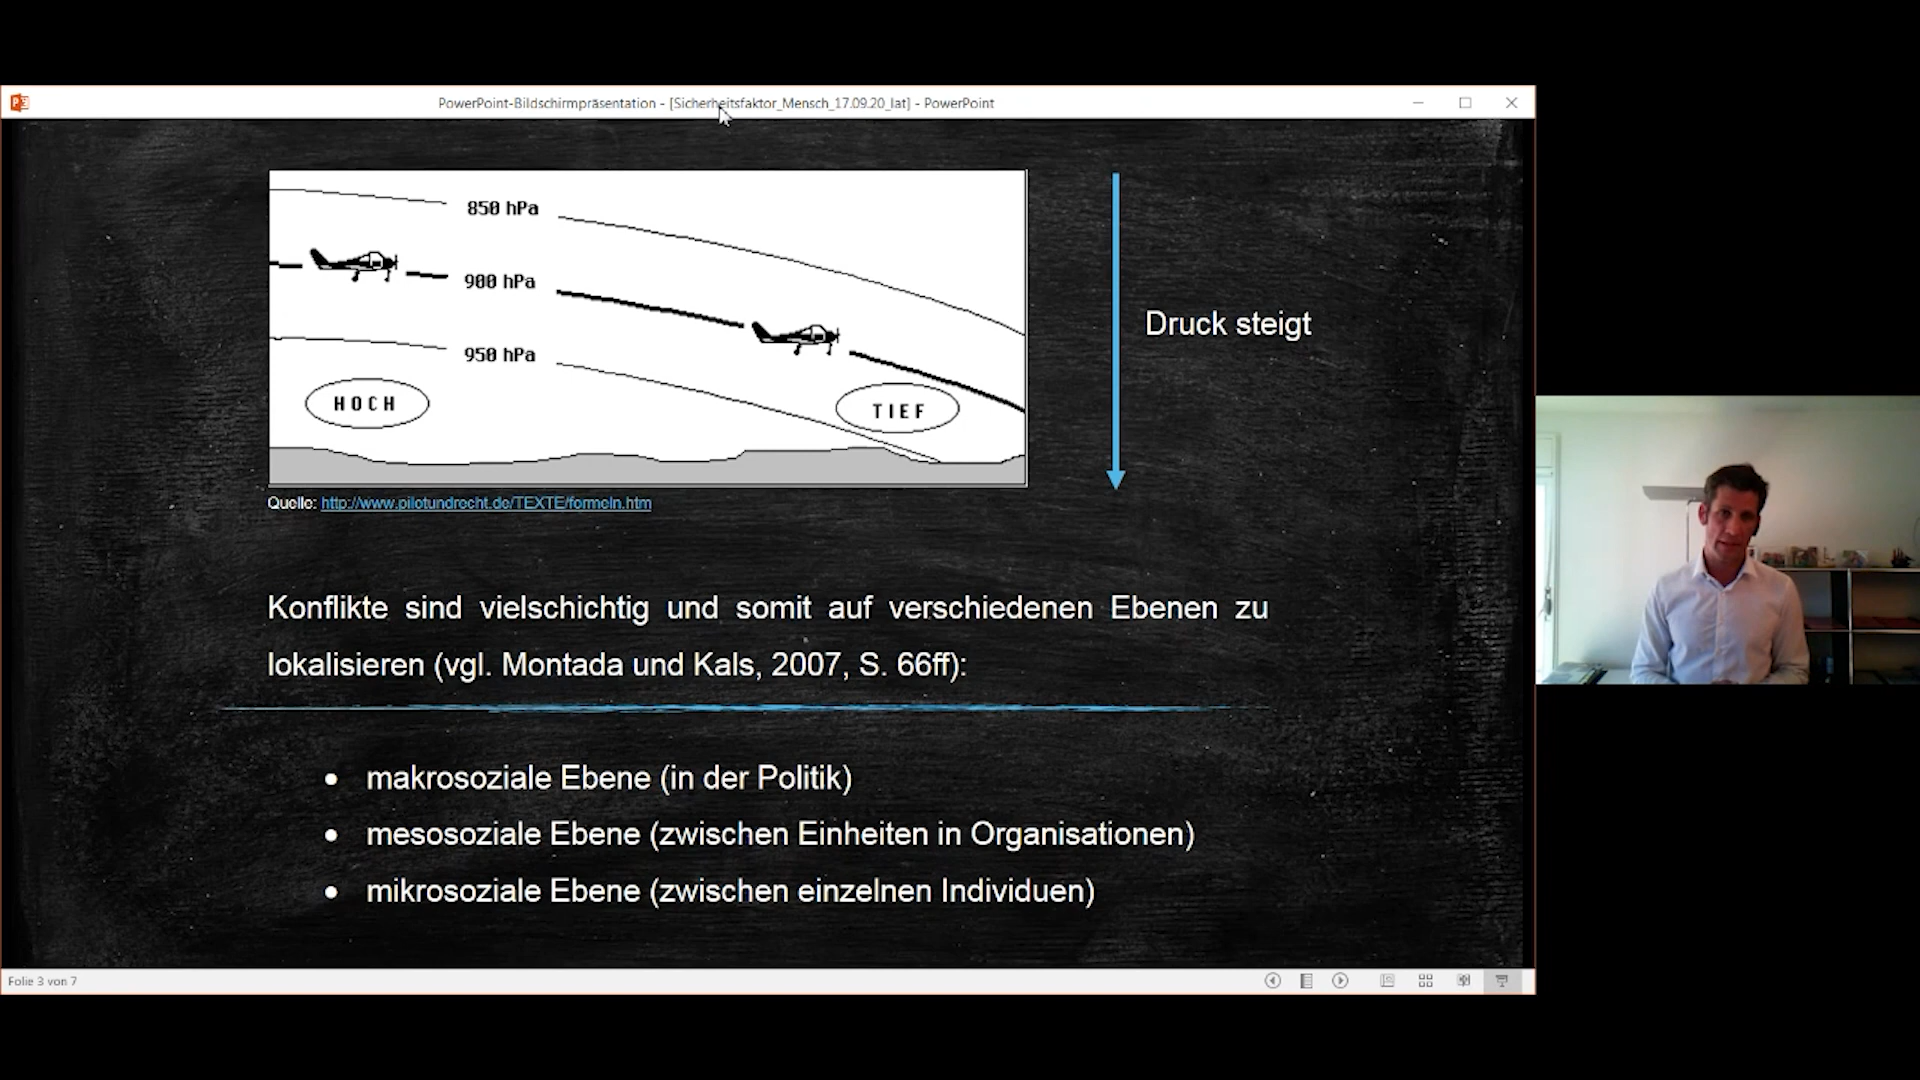 PowerPoint-Bildschirmpräsentation - [Sicherheitsfaktor_Mensch_17.09.20_lat] - PowerPoint
850 hPa
900 hPa
950 hPa
HOCH
TIEF
Druck steigt
Quelle: http://www.pilotundrecht.de/TEXTE/formeln.htm
Konflikte sind vielschichtig und somit auf verschiedenen Ebenen zu
lokalisieren (vgl. Montada und Kals, 2007, S. 66ff):
• makrosoziale Ebene (in der Politik)
• mesosoziale Ebene (zwischen Einheiten in Organisationen)
• mikrosoziale Ebene (zwischen einzelnen Individuen)
Folie 3 von 7